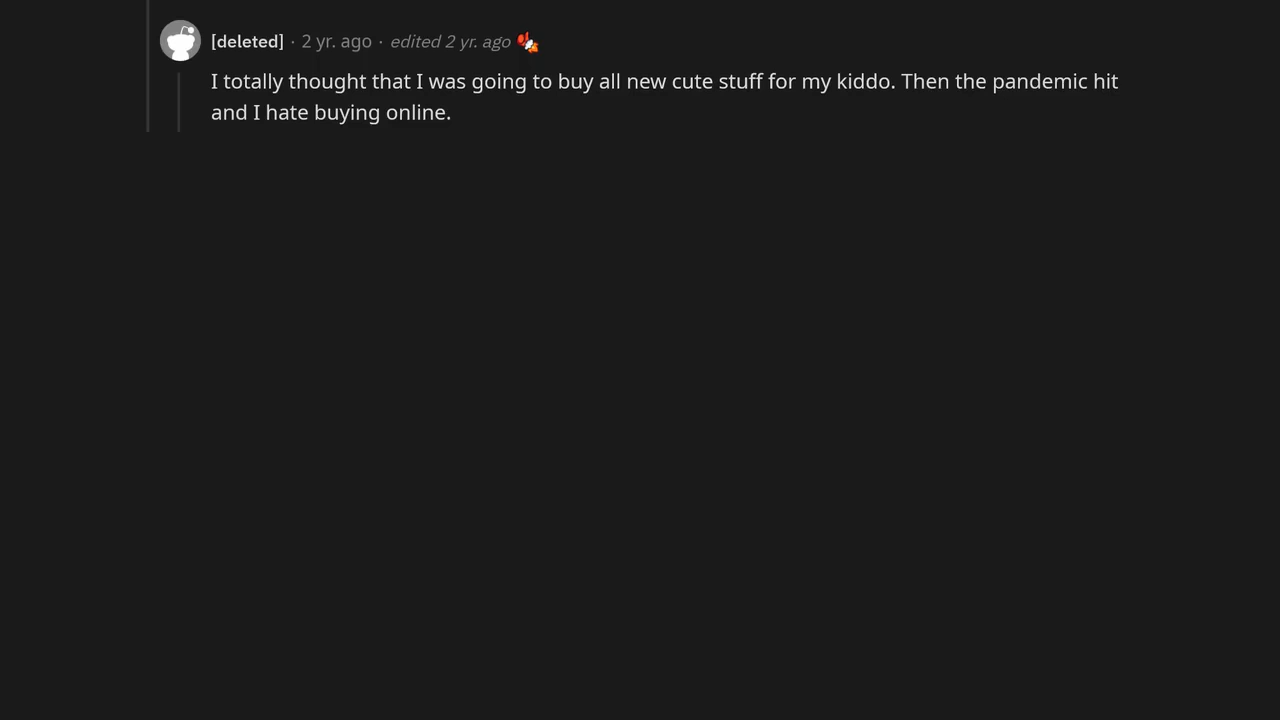 [deleted] · 2 yr. ago · edited 2 yr. ago
I totally thought that I was going to buy all new cute stuff for my kiddo. Then the pandemic hit
and I hate buying online.